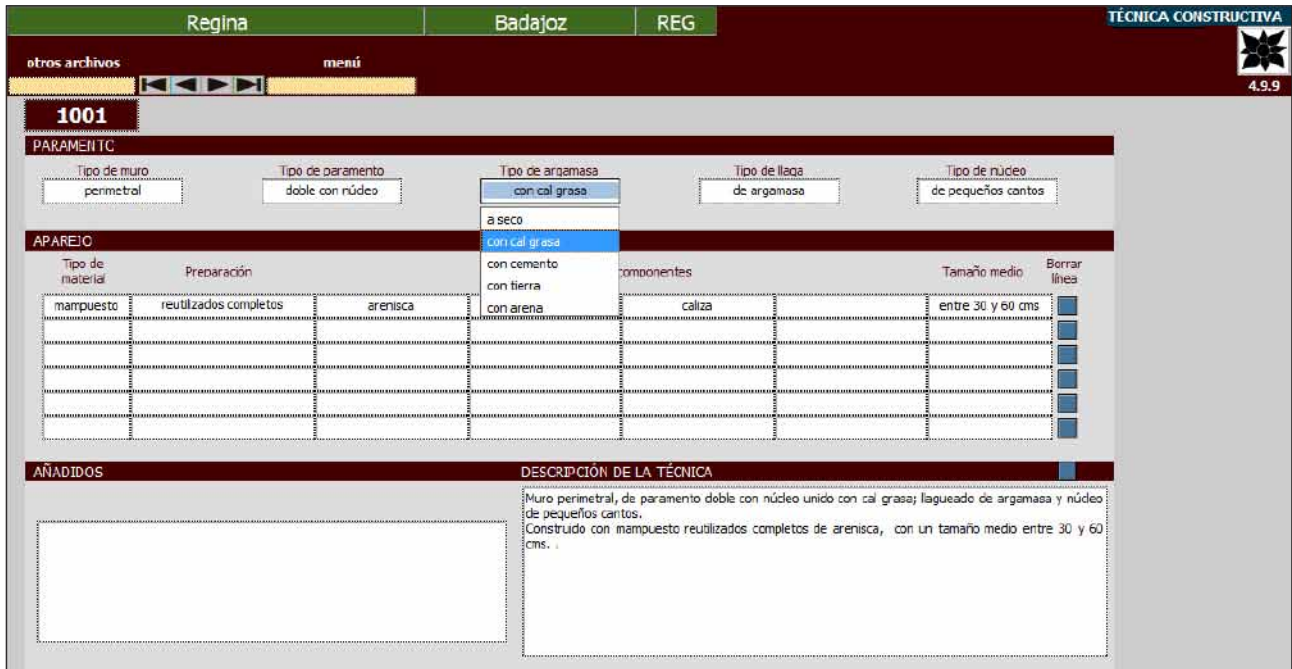 Regina Badajoz REG TÉCNICA CONSTRUCTIVA
otros archivos menú
4.9.9
1001
PARAMENTO
Tipo de muro Tipo de paramento Tipo de argamasa Tipo de llaga Tipo de núcleo
perimetral doble con núcleo con cal grasa de argamasa de pequeños cantos
a seco
APAREJO con cal grasa
Tipo de material Preparación con cemento componentes Tamaño medio Borrar línea
con tierra
mampuesto reutilizados completos arenisca con arena caliza entre 30 y 60 cms
AÑADIDOS DESCRIPCIÓN DE LA TÉCNICA
Muro perimetral, de paramento doble con núcleo unido con cal grasa; llagueado de argamasa y núcleo
de pequeños cantos.
Construido con mampuesto reutilizados completos de arenisca, con un tamaño medio entre 30 y 60
cms. .